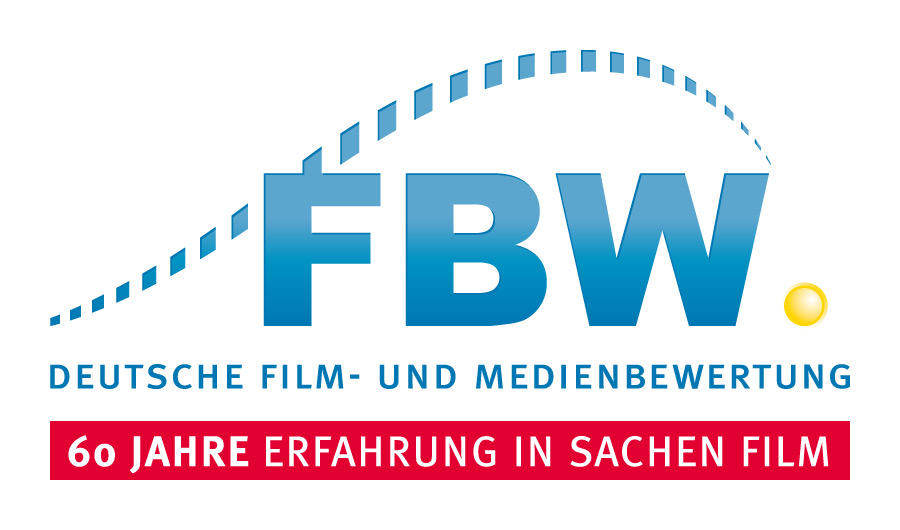 FBW.
DEUTSCHE FILM- UND MEDIENBEWERTUNG
60 JAHRE ERFAHRUNG IN SACHEN FILM